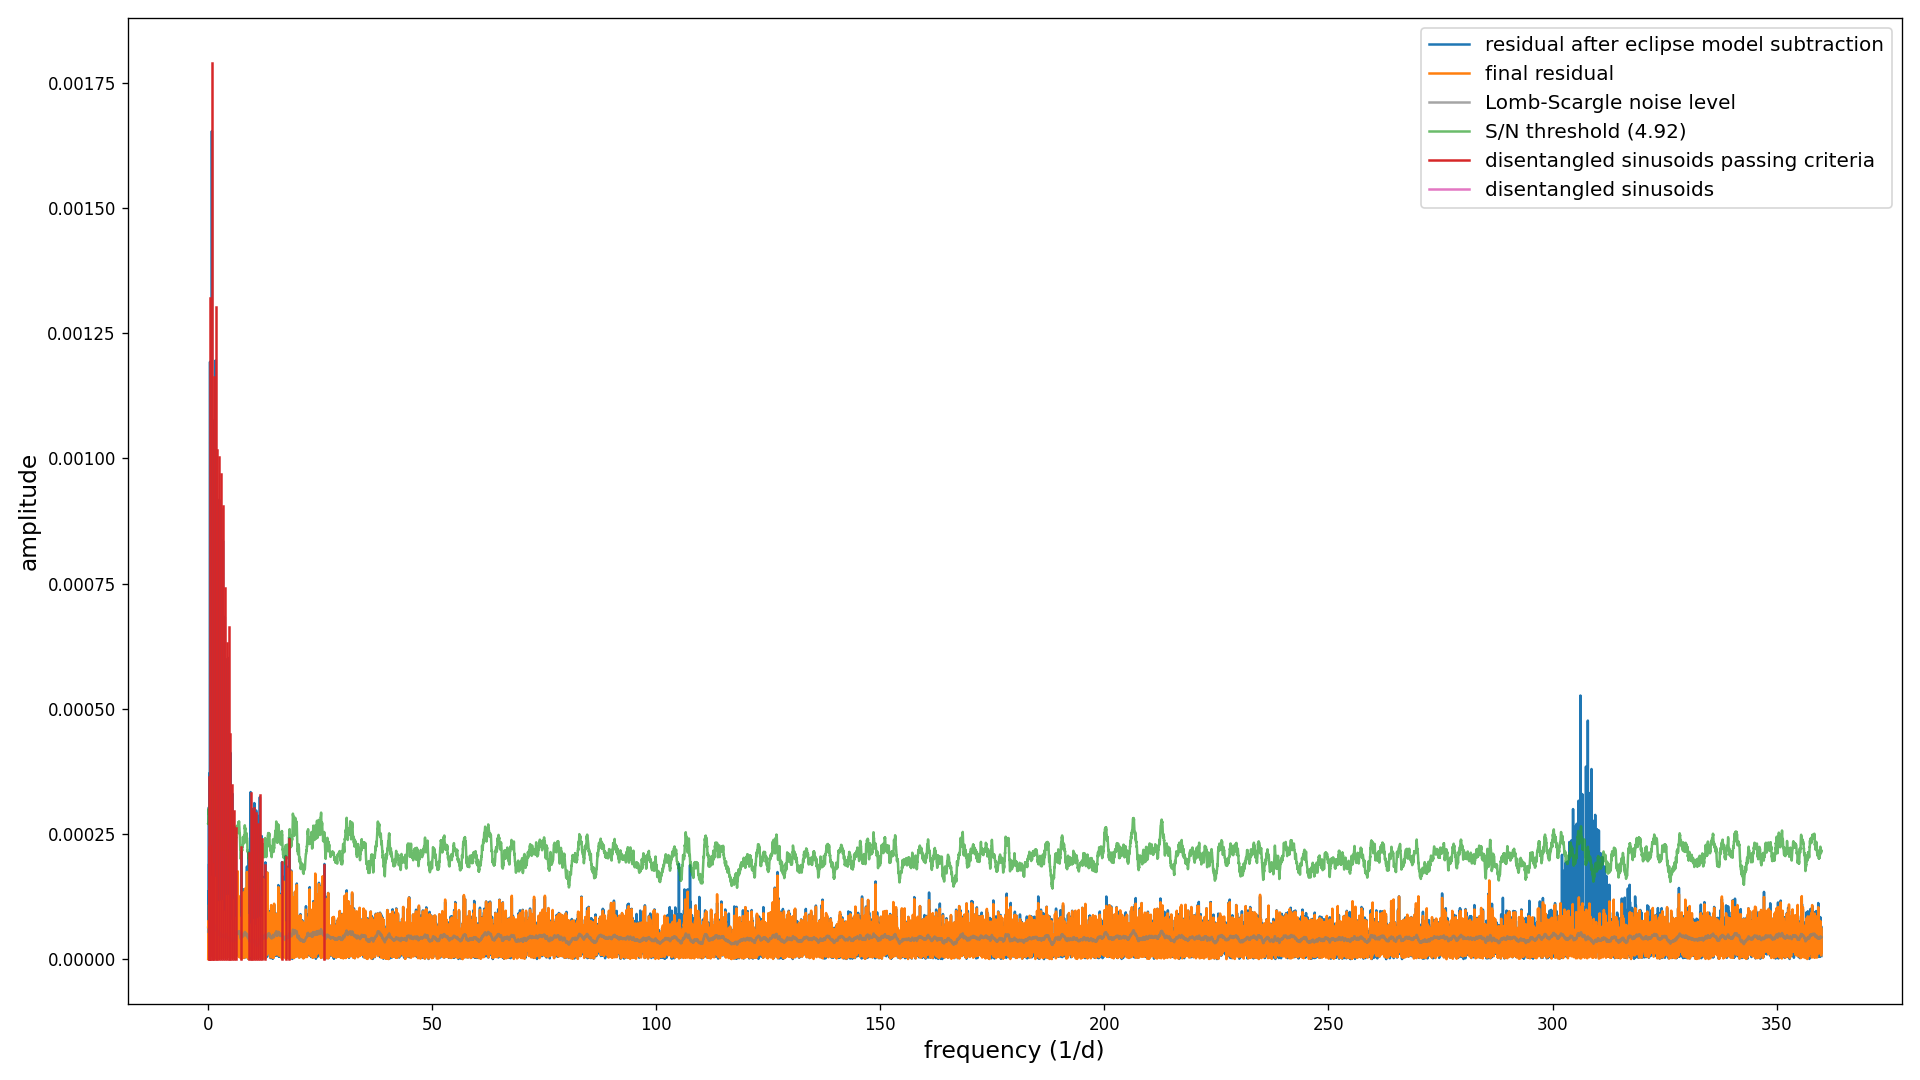 residual after eclipse model subtraction
final residual
Lomb-Scargle noise level
S/N threshold (4.92)
disentangled sinusoids passing criteria
disentangled sinusoids
0.00175
0.00150
0.00125
0.00100
0.00075
0.00050
0.00025
0.00000
amplitude
0 50 100 150 200 250 300 350
frequency (1/d)